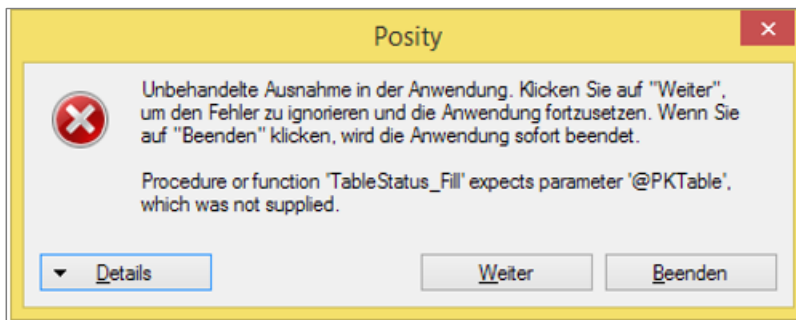 Posity
Unbehandelte Ausnahme in der Anwendung. Klicken Sie auf "Weiter",
um den Fehler zu ignorieren und die Anwendung fortzusetzen. Wenn Sie
auf "Beenden" klicken, wird die Anwendung sofort beendet.
Procedure or function 'TableStatus_Fill' expects parameter '@PKTable',
which was not supplied.
Details
Weiter
Beenden